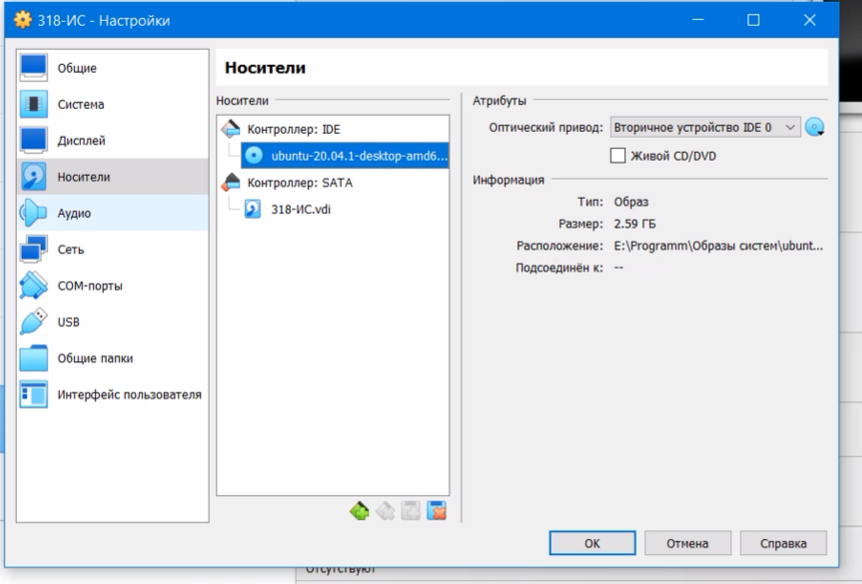 318-ИС - Настройки
Общие
Система
Дисплей
Носители
Аудио
Сеть
COM-порты
USB
Общие папки
Интерфейс пользователя
Носители
Носители
Контроллер: IDE
ubuntu-20.04.1-desktop-amd6...
Контроллер: SATA
318-ИС.vdi
Атрибуты
Оптический привод: Вторичное устройство IDE 0
Живой CD/DVD
Информация
Тип: Образ
Размер: 2.59 ГБ
Расположение: E:\Programm\Образы систем\ubunt...
Подсоединён к: --
OK Отмена Справка
Отсутствуют